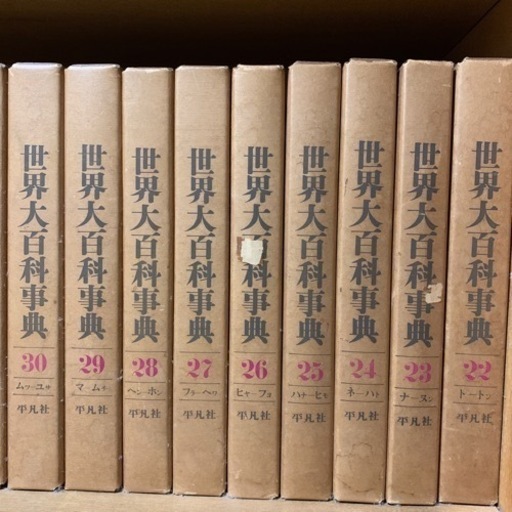 世界大百科事典
30
ムワ―ユワ
平凡社
世界大百科事典
29
マ―ムチ
平凡社
世界大百科事典
28
ヘン―ホン
平凡社
世界大百科事典
27
フラ―ヘワ
平凡社
世界大百科事典
26
ヒヤ―フヨ
平凡社
世界大百科事典
25
ハナ―ヒモ
平凡社
世界大百科事典
24
ネ―ハト
平凡社
世界大百科事典
23
ナ―ヌン
平凡社
世界大百科事典
22
ト―トン
平凡社